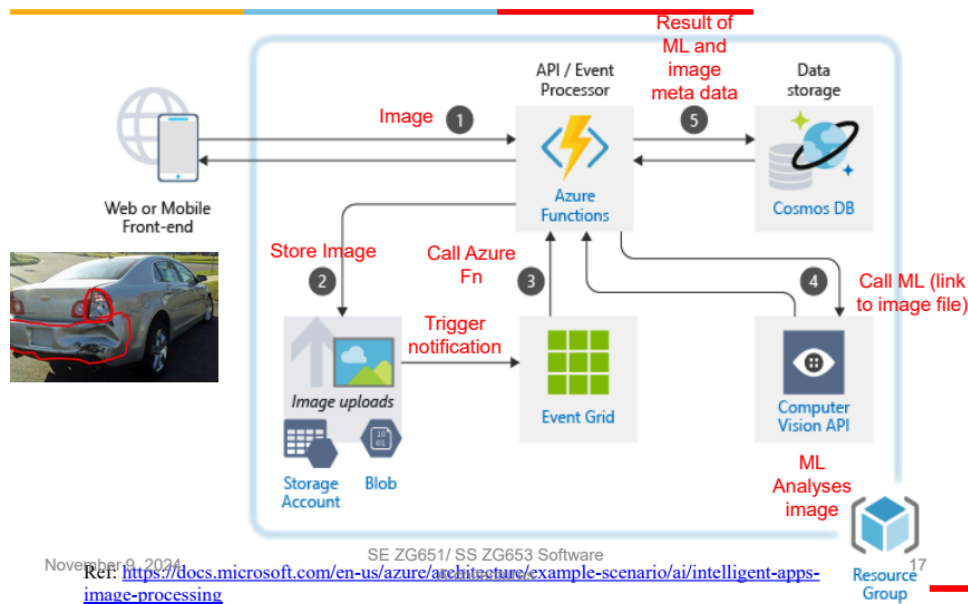 Result of
ML and
image
meta data
API / Event
Processor
Data
storage
Image
1
5
Azure
Functions
Cosmos DB
Web or Mobile
Front-end
Store Image
2
Call Azure
Fn
3
4
Call ML (link
to image file)
Trigger
notification
Image uploads
Event Grid
Computer
Vision API
10
01
Storage
Account
Blob
ML
Analyses
image
November 9, 2024
SE ZG651/ SS ZG653 Software
17
Ref: https://docs.microsoft.com/en-us/azure/architecture/example-scenario/ai/intelligent-apps-
image-processing
Resource
Group